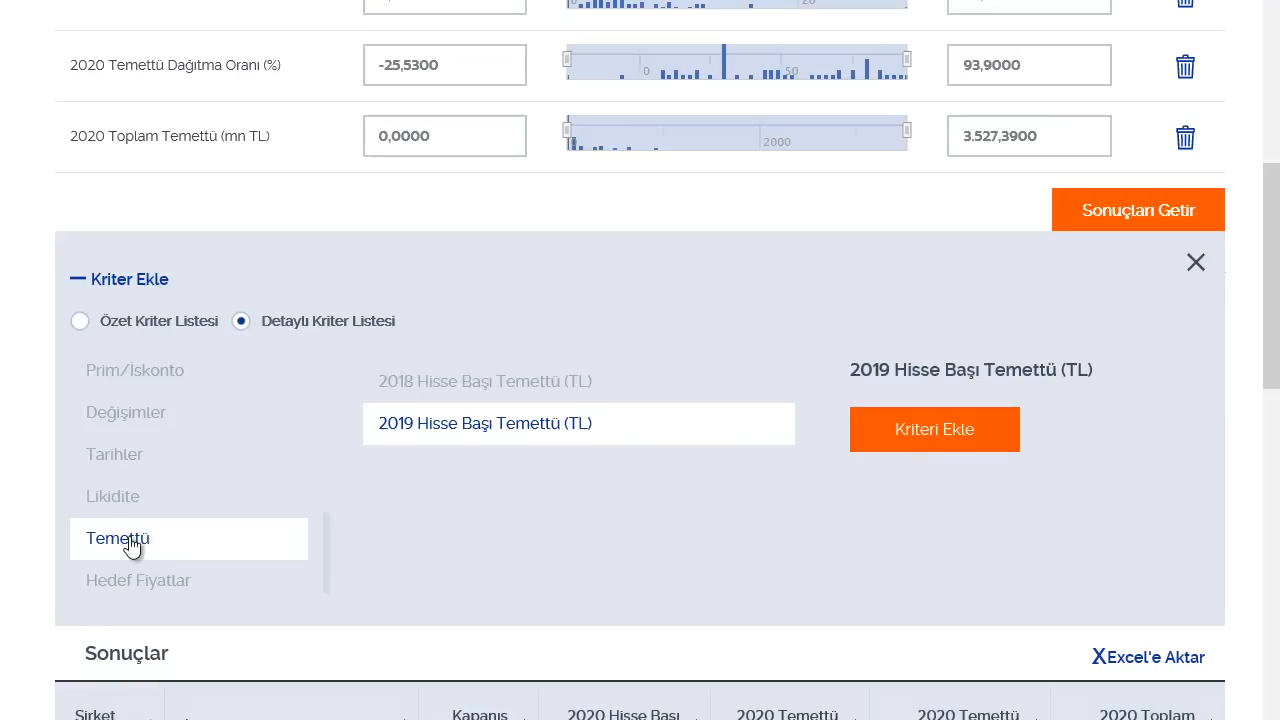 20
2020 Temettü Dağıtma Oranı (%)
-25,5300
0
50
93,9000
2020 Toplam Temettü (mn TL)
0,0000
2000
3.527,3900
Sonuçları Getir
Kriter Ekle
Özet Kriter Listesi
Detaylı Kriter Listesi
Prim/İskonto
Değişimler
Tarihler
Likidite
Temettü
Hedef Fiyatlar
2018 Hisse Başı Temettü (TL)
2019 Hisse Başı Temettü (TL)
2019 Hisse Başı Temettü (TL)
Kriteri Ekle
Sonuçlar
Excel'e Aktar
Şirket
Kapanış
2020 Hisse Başı
2020 Temettü
2020 Temettü
2020 Toplam